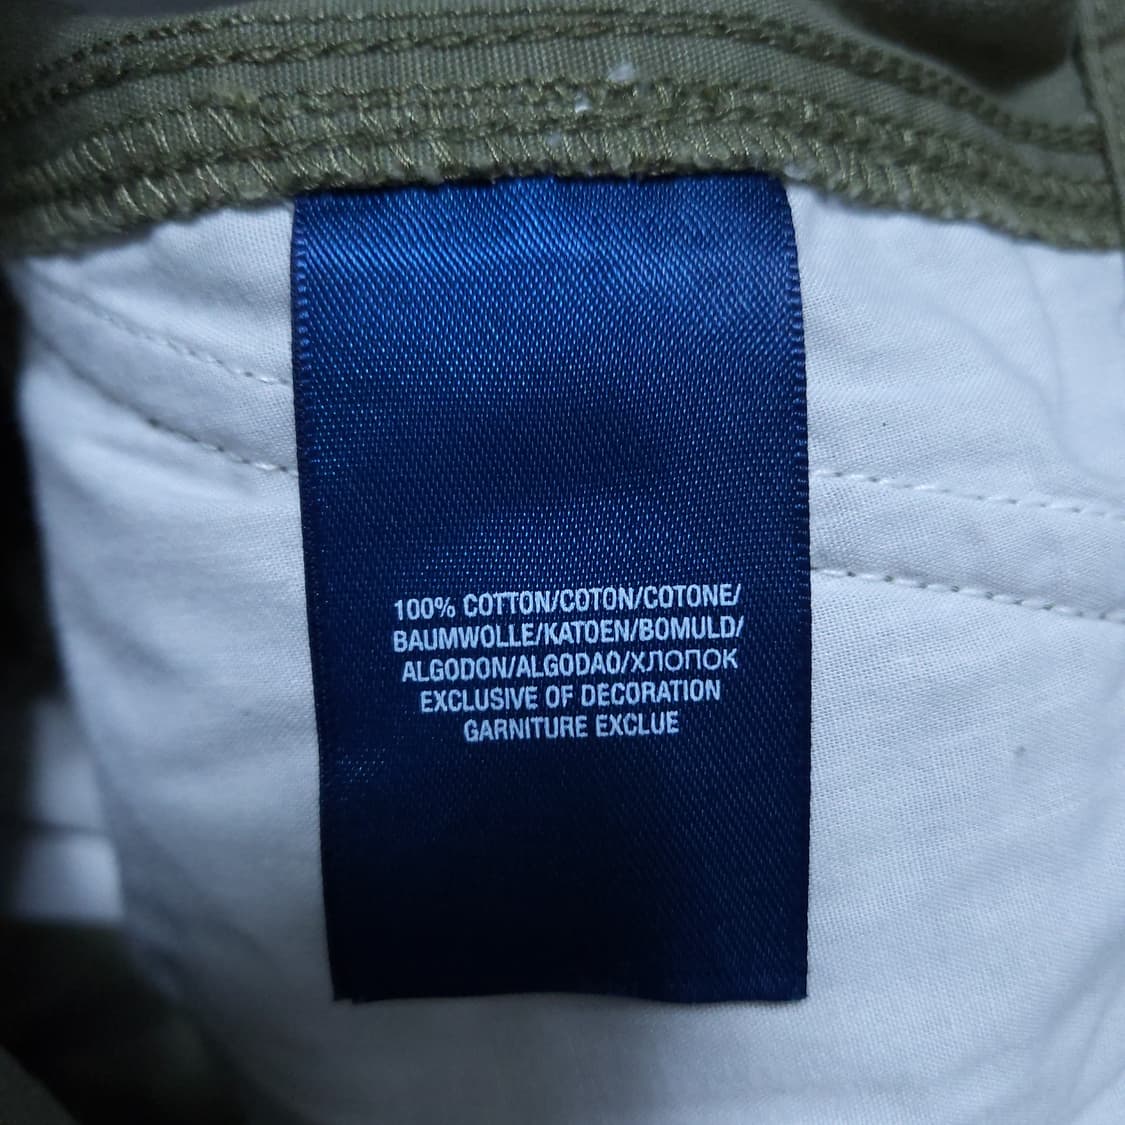 100% COTTON/COTON/COTONE/
BAUMWOLLE/KATOEN/BOMULD/
ALGODON/ALGODAO/ХЛОПОК
EXCLUSIVE OF DECORATION
GARNITURE EXCLUE